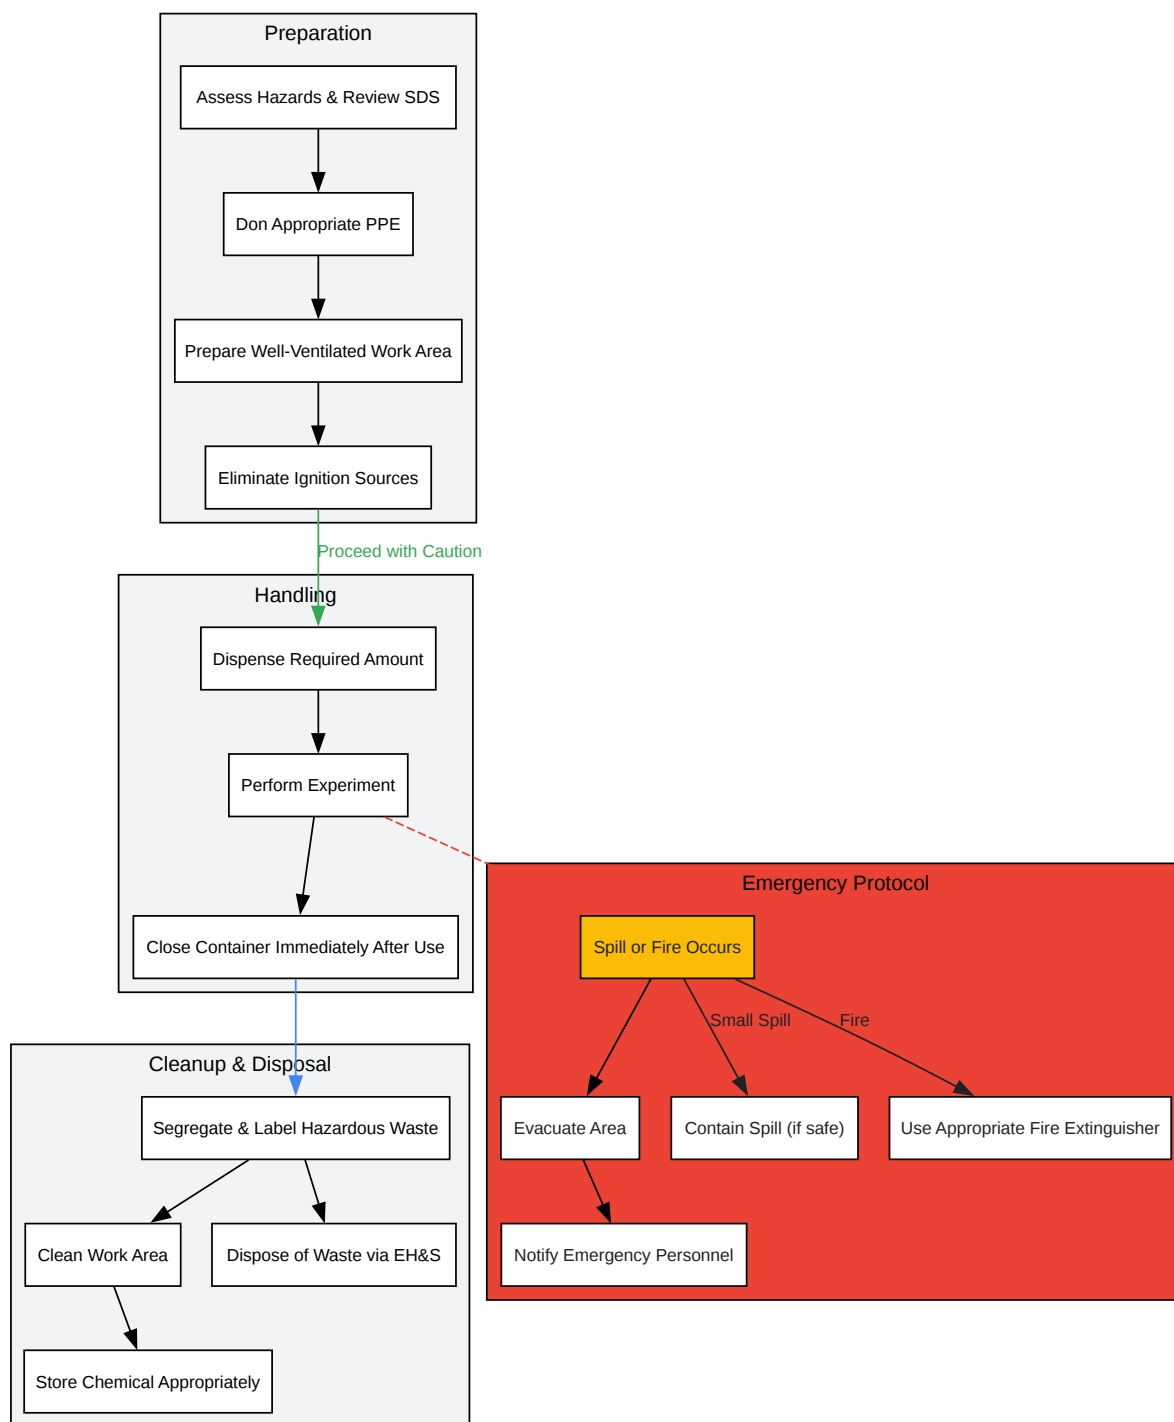 Preparation
Assess Hazards & Review SDS
Don Appropriate PPE
Prepare Well-Ventilated Work Area
Eliminate Ignition Sources
Proceed with Caution
Handling
Dispense Required Amount
Perform Experiment
Close Container Immediately After Use
Emergency Protocol
Spill or Fire Occurs
Small Spill
Fire
Evacuate Area
Contain Spill (if safe)
Use Appropriate Fire Extinguisher
Notify Emergency Personnel
Cleanup & Disposal
Segregate & Label Hazardous Waste
Clean Work Area
Dispose of Waste via EH&S
Store Chemical Appropriately